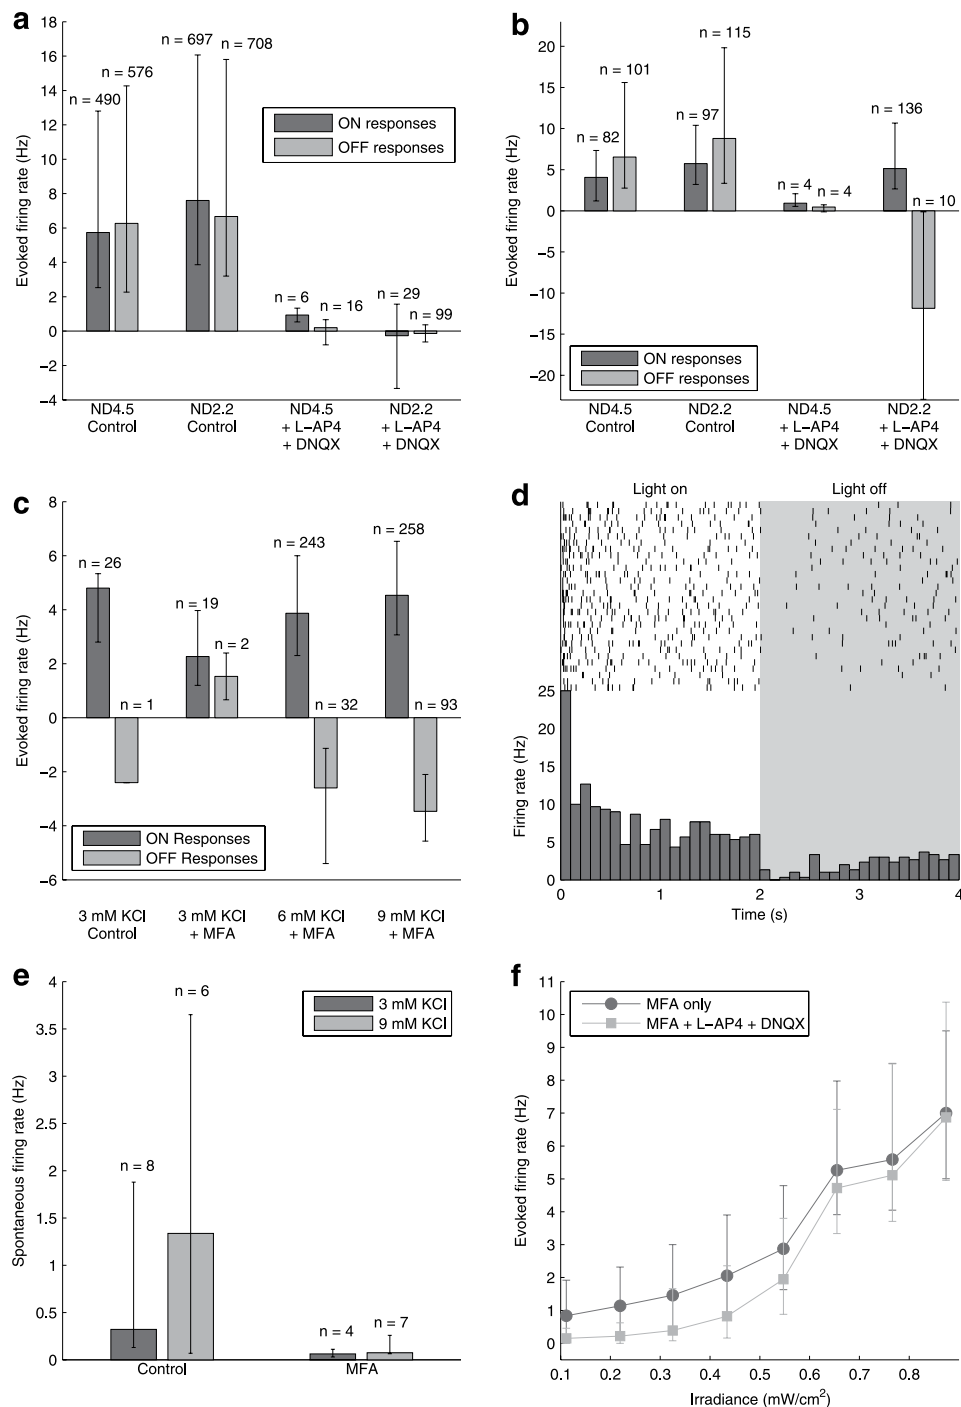 a
Evoked firing rate (Hz)
18
16
14
12
10
8
6
4
2
0
−2
−4
n = 490
n = 576
n = 697
n = 708
n = 6
n = 16
n = 29
n = 99
ON responses
OFF responses
ND4.5
Control
ND2.2
Control
ND4.5
+ L−AP4
+ DNQX
ND2.2
+ L−AP4
+ DNQX
b
Evoked firing rate (Hz)
20
15
10
5
0
−5
−10
−15
−20
n = 82
n = 101
n = 97
n = 115
n = 4
n = 4
n = 136
n = 10
ON responses
OFF responses
ND4.5
Control
ND2.2
Control
ND4.5
+ L−AP4
+ DNQX
ND2.2
+ L−AP4
+ DNQX
c
Evoked firing rate (Hz)
8
6
4
2
0
−2
−4
−6
n = 26
n = 1
n = 19
n = 2
n = 243
n = 32
n = 258
n = 93
ON Responses
OFF Responses
3 mM KCl
Control
3 mM KCl
+ MFA
6 mM KCl
+ MFA
9 mM KCl
+ MFA
d
Light on
Light off
Firing rate (Hz)
25
20
15
10
5
0
0
1
2
3
4
Time (s)
e
Spontaneous firing rate (Hz)
4
3.5
3
2.5
2
1.5
1
0.5
0
n = 8
n = 6
n = 4
n = 7
3 mM KCl
9 mM KCl
Control
MFA
f
Evoked firing rate (Hz)
11
10
9
8
7
6
5
4
3
2
1
0
MFA only
MFA + L−AP4 + DNQX
0.1
0.2
0.3
0.4
0.5
0.6
0.7
0.8
Irradiance (mW/cm²)